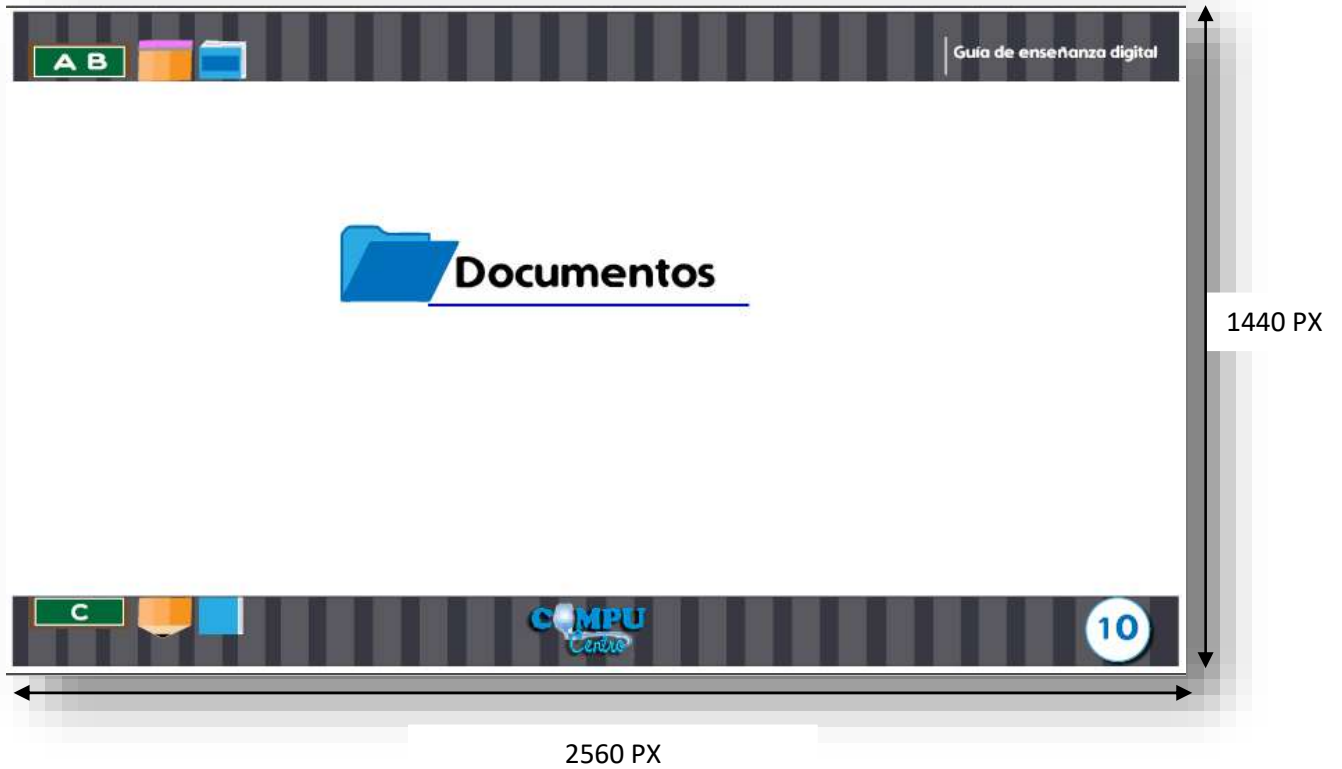 A B
Guía de enseñanza digital
Documentos
1440 PX
C
COMPU
Centro
10
2560 PX